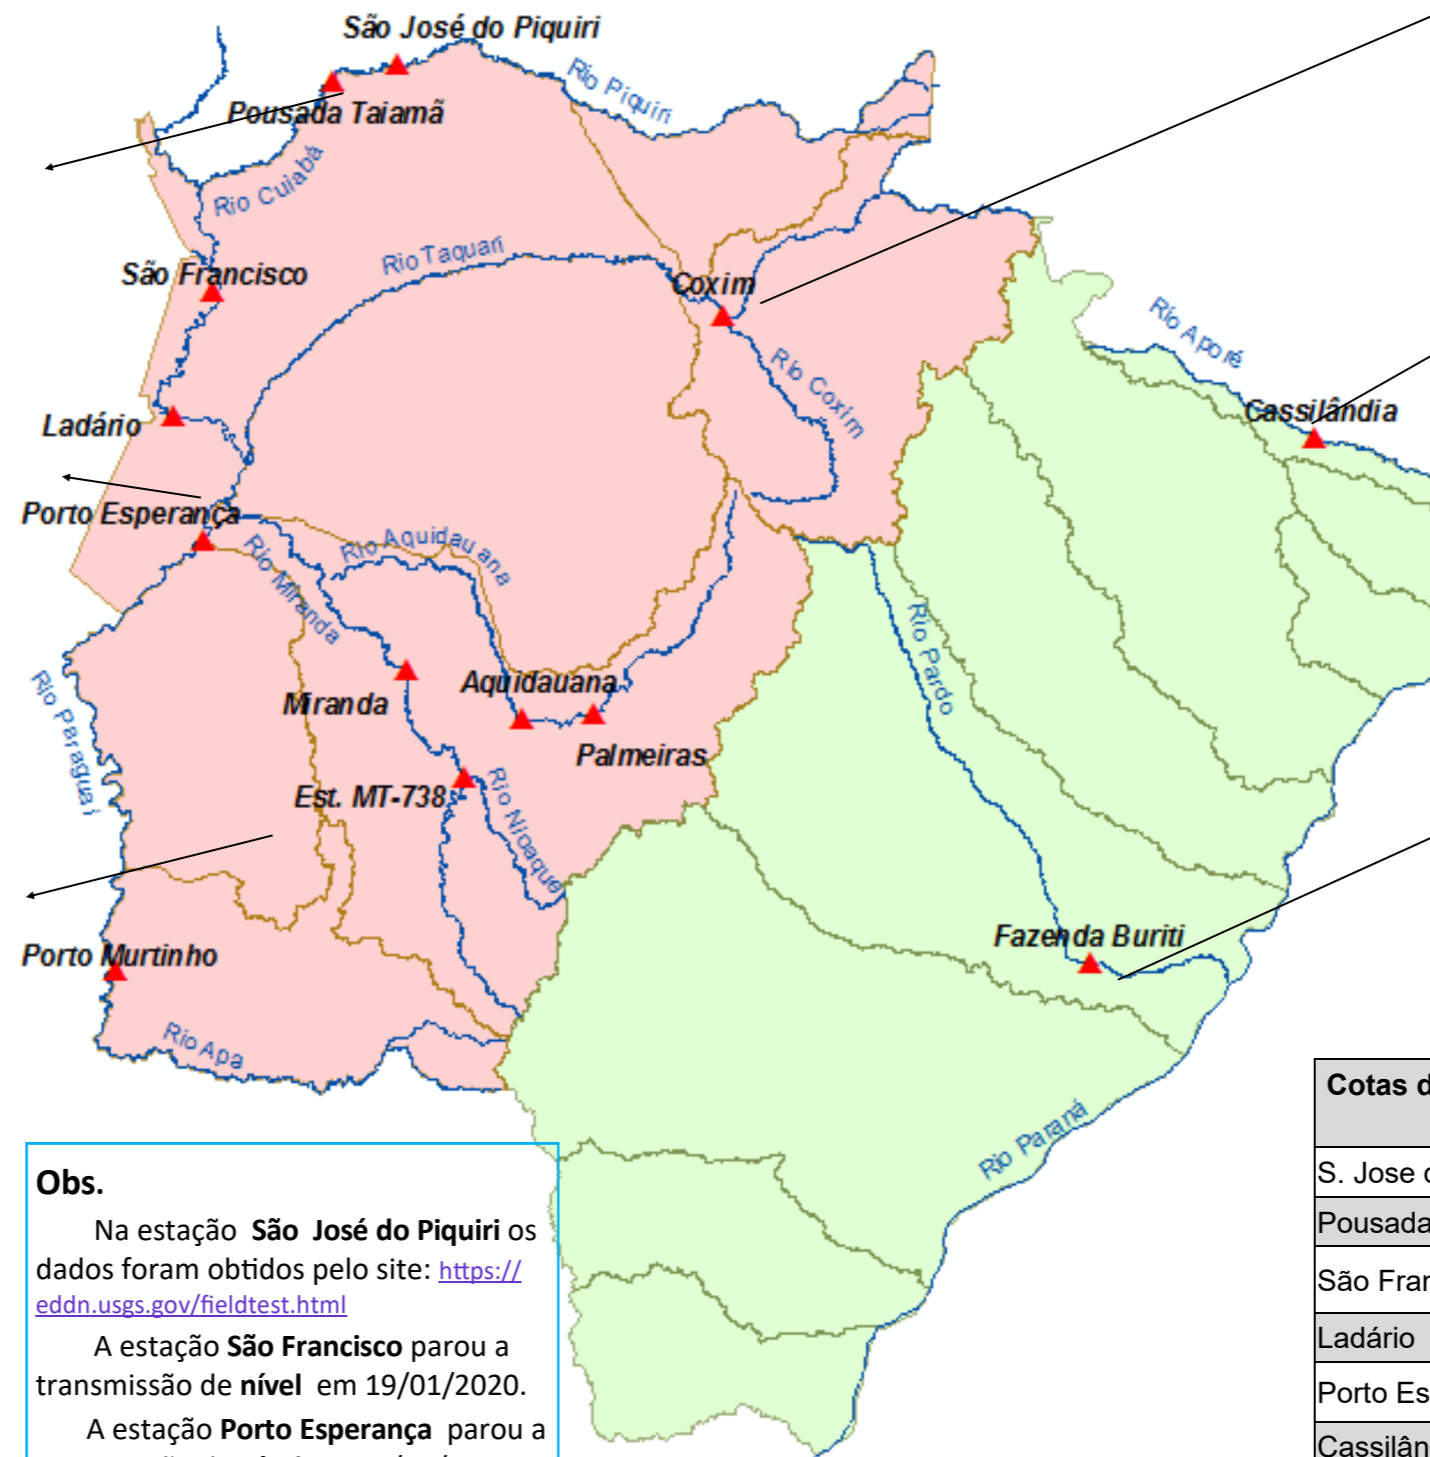 São José do Piquiri
Rio Piquiri
Pousada Taiamã
Rio Cuiabá
Rio Taquari
São Francisco
Coxim
Rio Aporé
Rio Coxim
Cassilândia
Ladário
Porto Esperança
Rio Aquidauana
Rio Miranda
Rio Pardo
Rio Paraguai
Miranda
Aquidauana
Palmeiras
Est. MT-738
Rio Nioaque
Fazenda Buriti
Porto Murtinho
Rio Apa
Rio Paraná
Obs.
Na estação São José do Piquiri os
dados foram obtidos pelo site: https://
eddn.usgs.gov/fieldtest.html
A estação São Francisco parou a
transmissão de nível em 19/01/2020.
A estação Porto Esperança parou a
Cotas d
S. Jose
Pousada
São Fran
Ladário
Porto Es
Cassilân